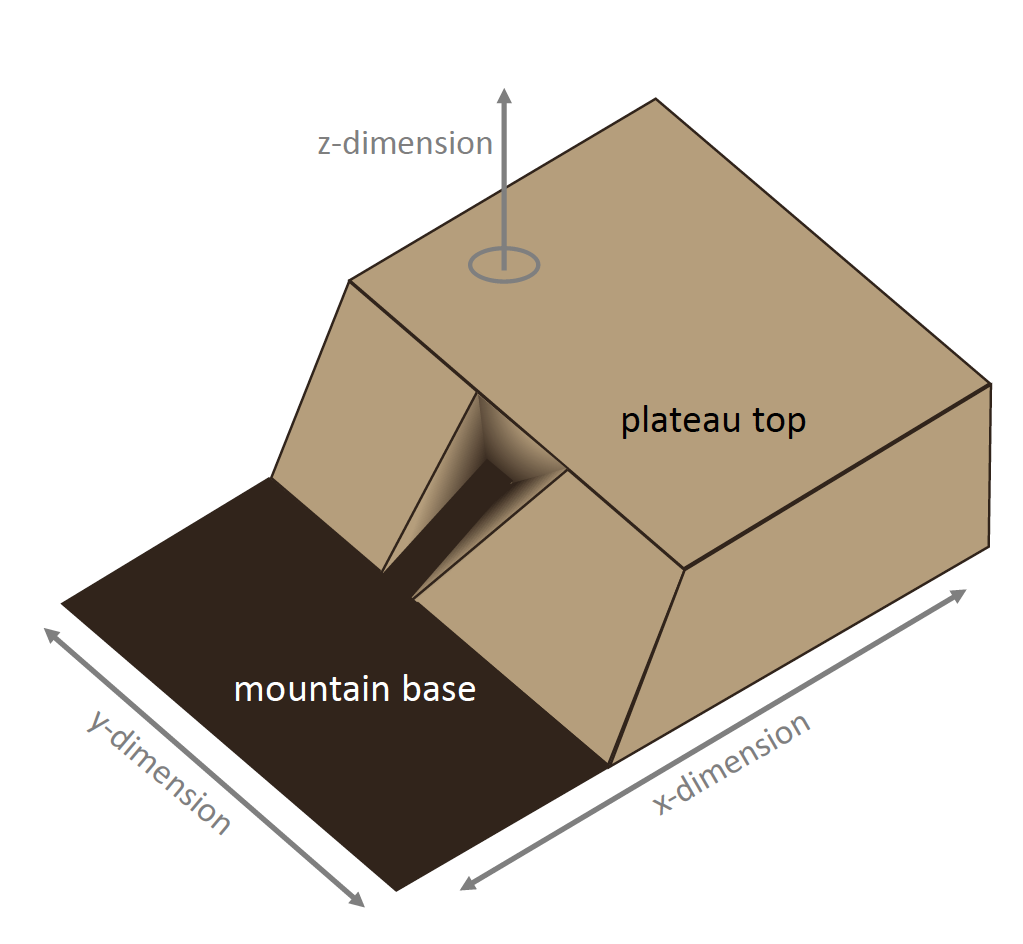 z-dimension
plateau top
mountain base
y-dimension
x-dimension